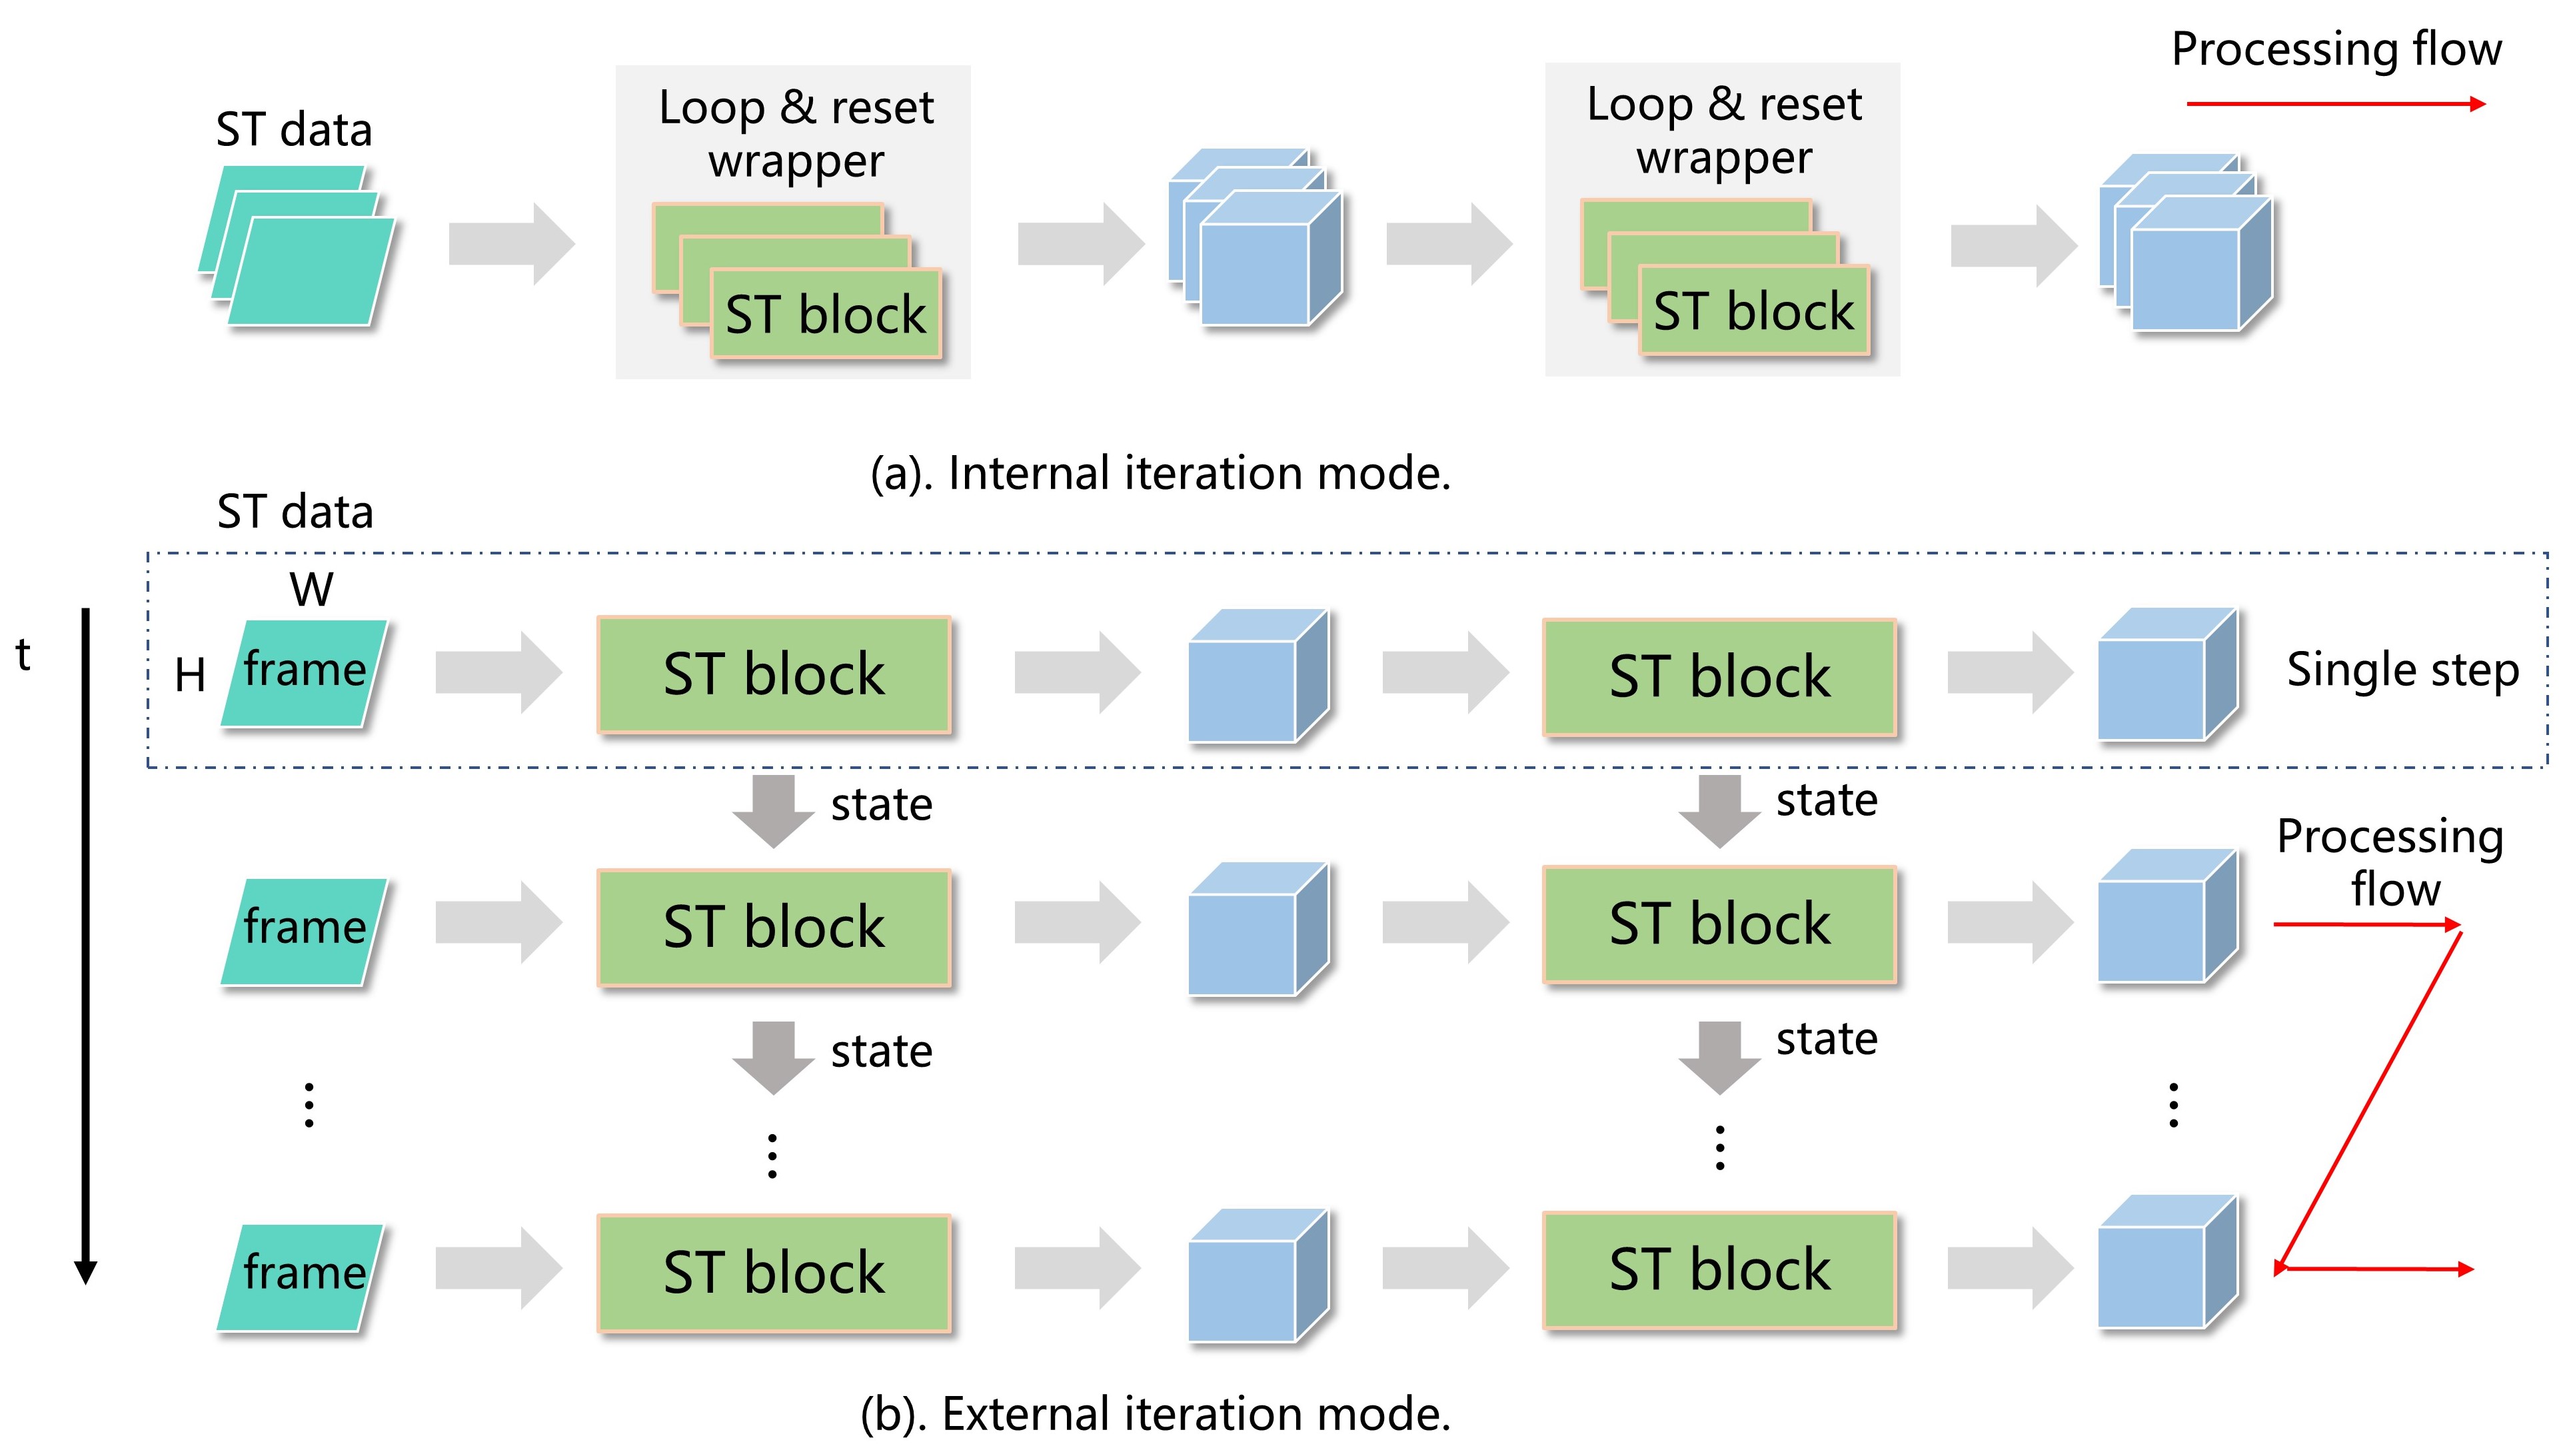 Processing flow
ST data
Loop & reset
wrapper
ST block
Loop & reset
wrapper
ST block
(a). Internal iteration mode.
ST data
t
W
H
frame
ST block
ST block
Single step
state
state
frame
ST block
ST block
Processing
flow
state
state
frame
ST block
ST block
(b). External iteration mode.